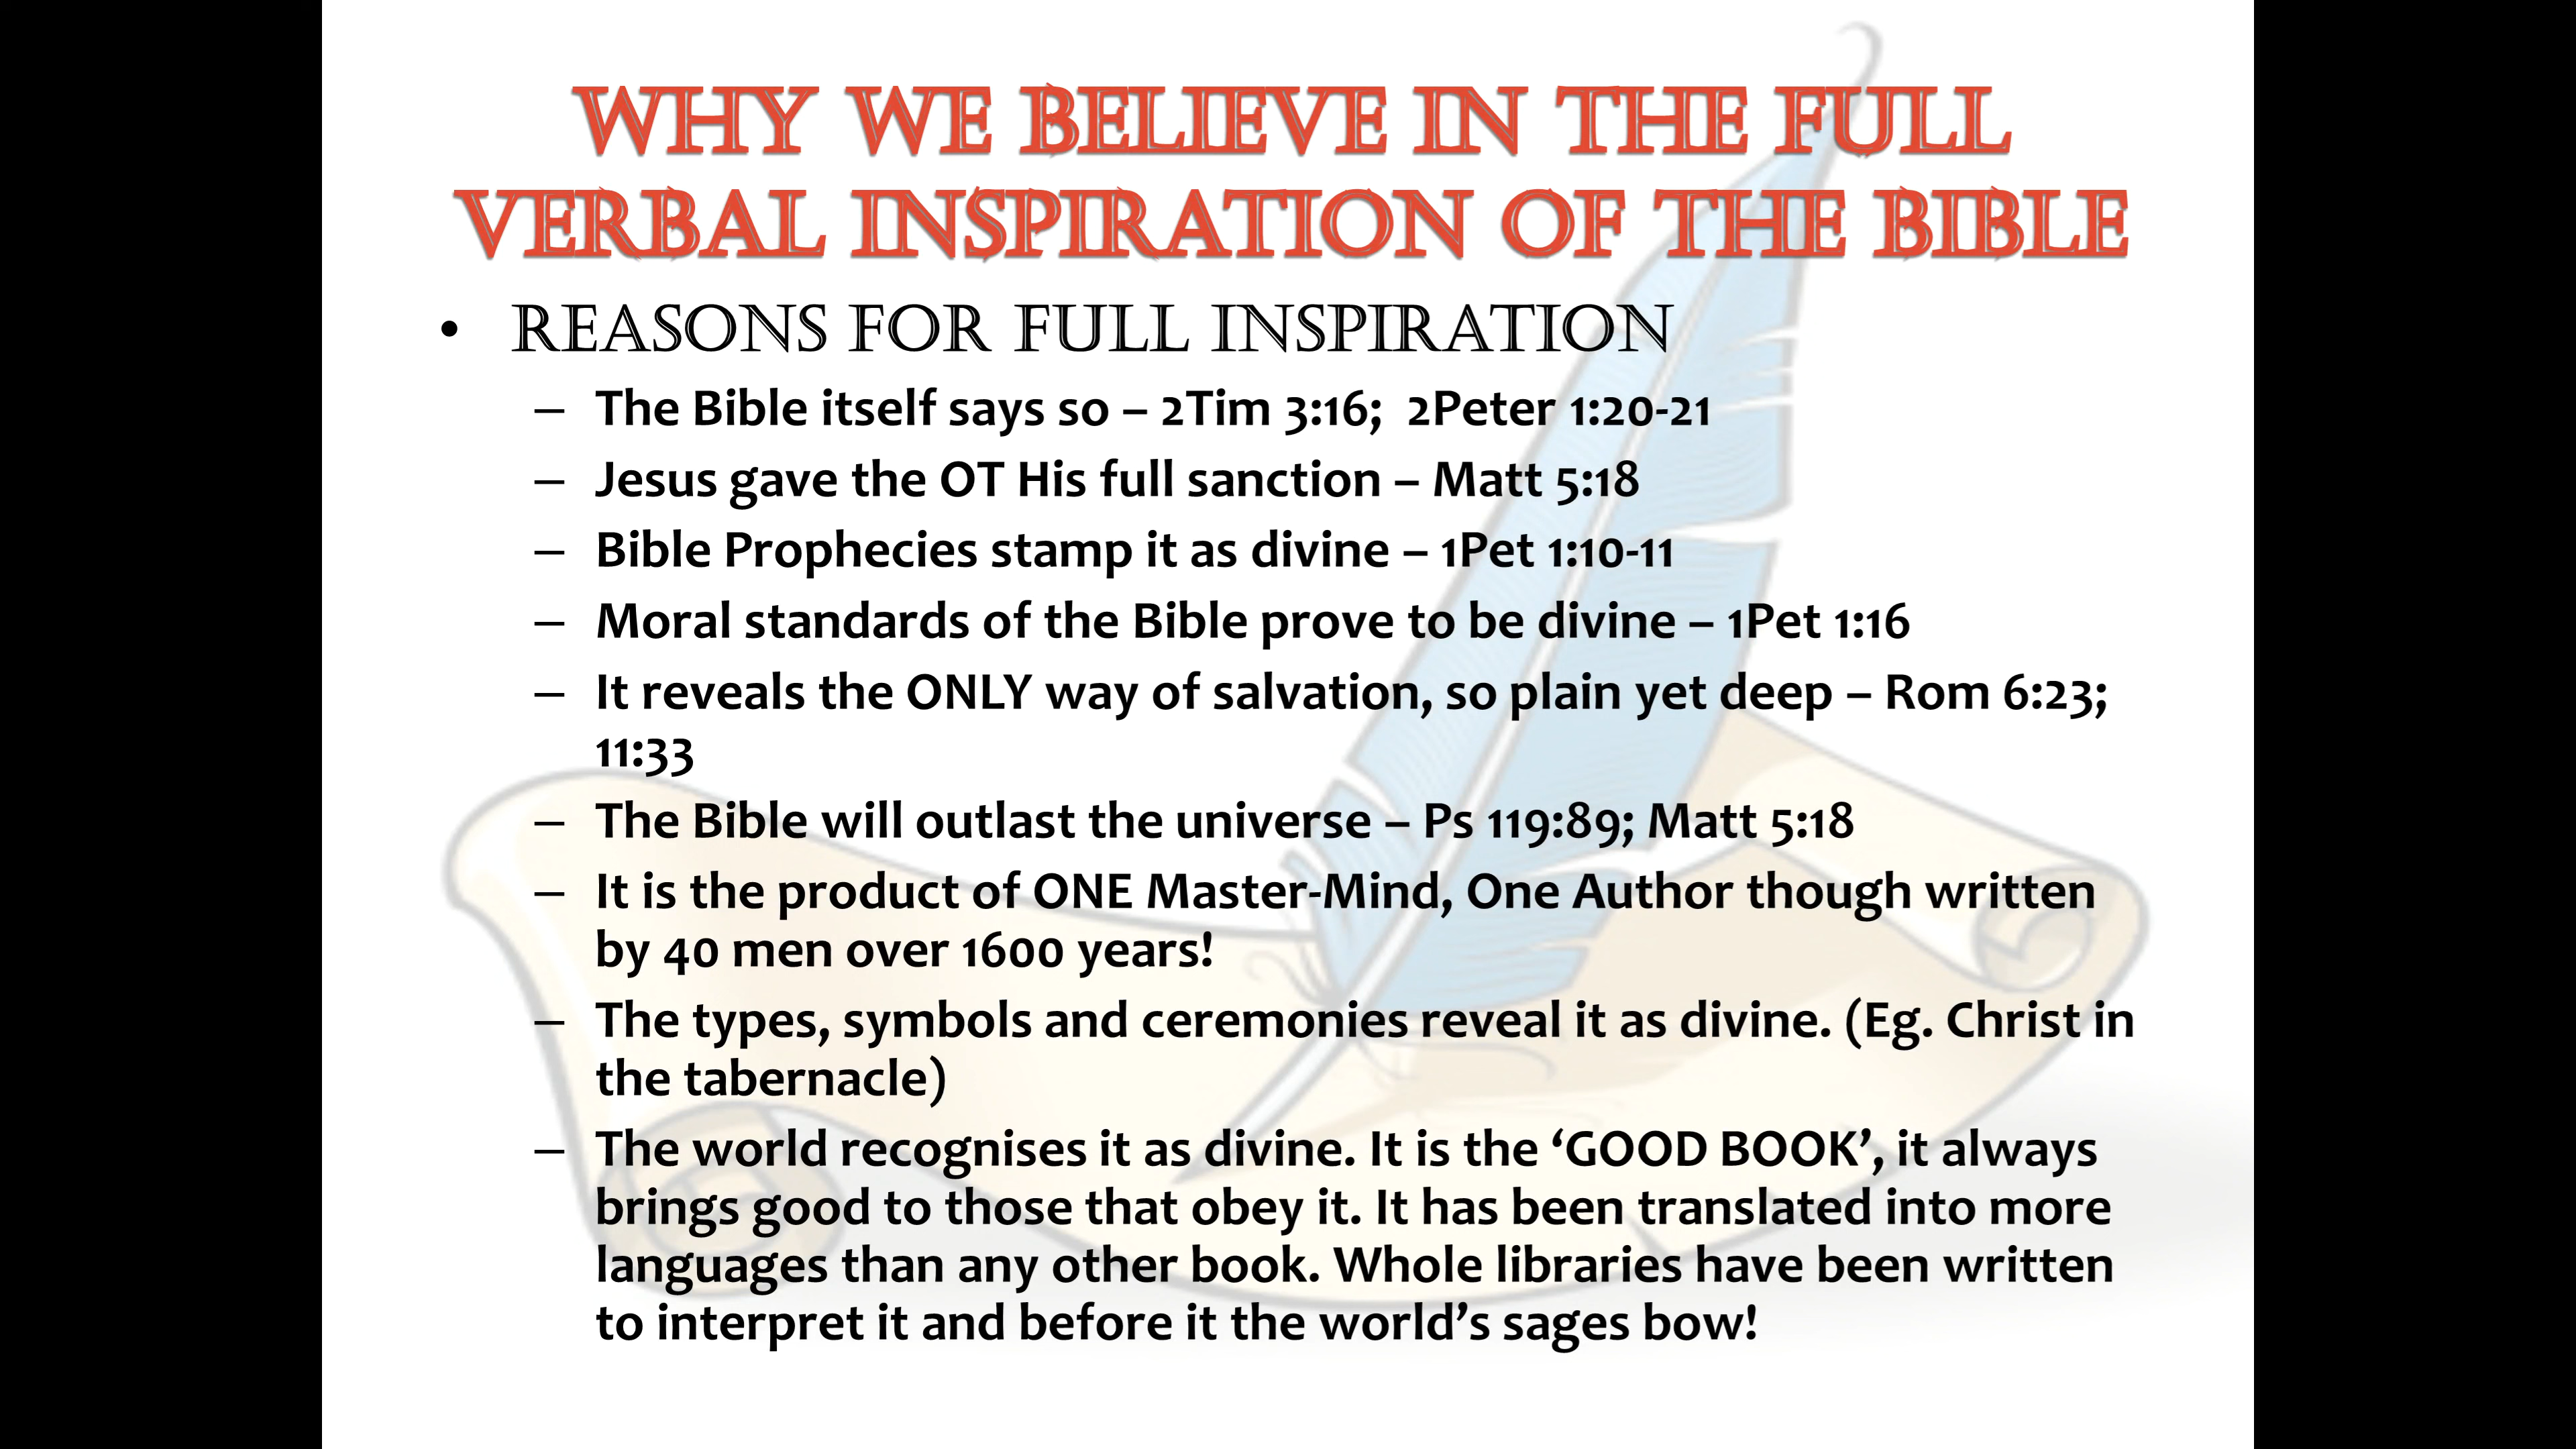 WHY WE BELIEVE IN THE FULL
VERBAL INSPIRATION OF THE BIBLE
• REASONS FOR FULL INSPIRATION
– The Bible itself says so – 2Tim 3:16; 2Peter 1:20-21
– Jesus gave the OT His full sanction – Matt 5:18
– Bible Prophecies stamp it as divine – 1Pet 1:10-11
– Moral standards of the Bible prove to be divine – 1Pet 1:16
– It reveals the ONLY way of salvation, so plain yet deep – Rom 6:23;
11:33
– The Bible will outlast the universe – Ps 119:89; Matt 5:18
– It is the product of ONE Master-Mind, One Author though written
by 40 men over 1600 years!
– The types, symbols and ceremonies reveal it as divine. (Eg. Christ in
the tabernacle)
– The world recognises it as divine. It is the ‘GOOD BOOK’, it always
brings good to those that obey it. It has been translated into more
languages than any other book. Whole libraries have been written
to interpret it and before it the world’s sages bow!